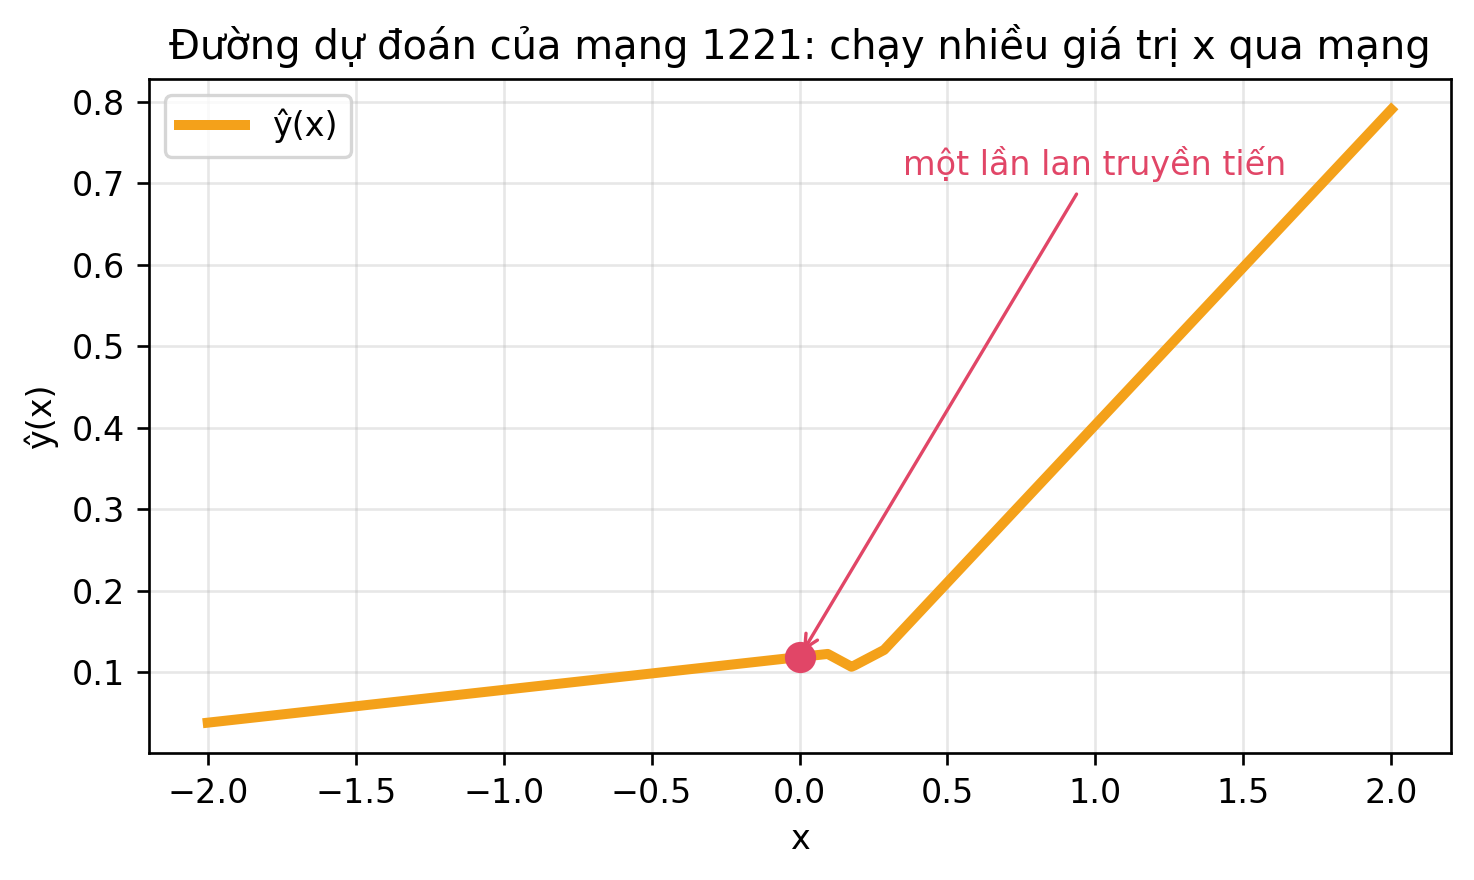 Đường dự đoán của mạng 1221: chạy nhiều giá trị x qua mạng
ŷ(x)
một lần lan truyền tiến
0.8
0.7
0.6
0.5
0.4
0.3
0.2
0.1
ŷ(x)
−2.0 −1.5 −1.0 −0.5 0.0 0.5 1.0 1.5 2.0
x